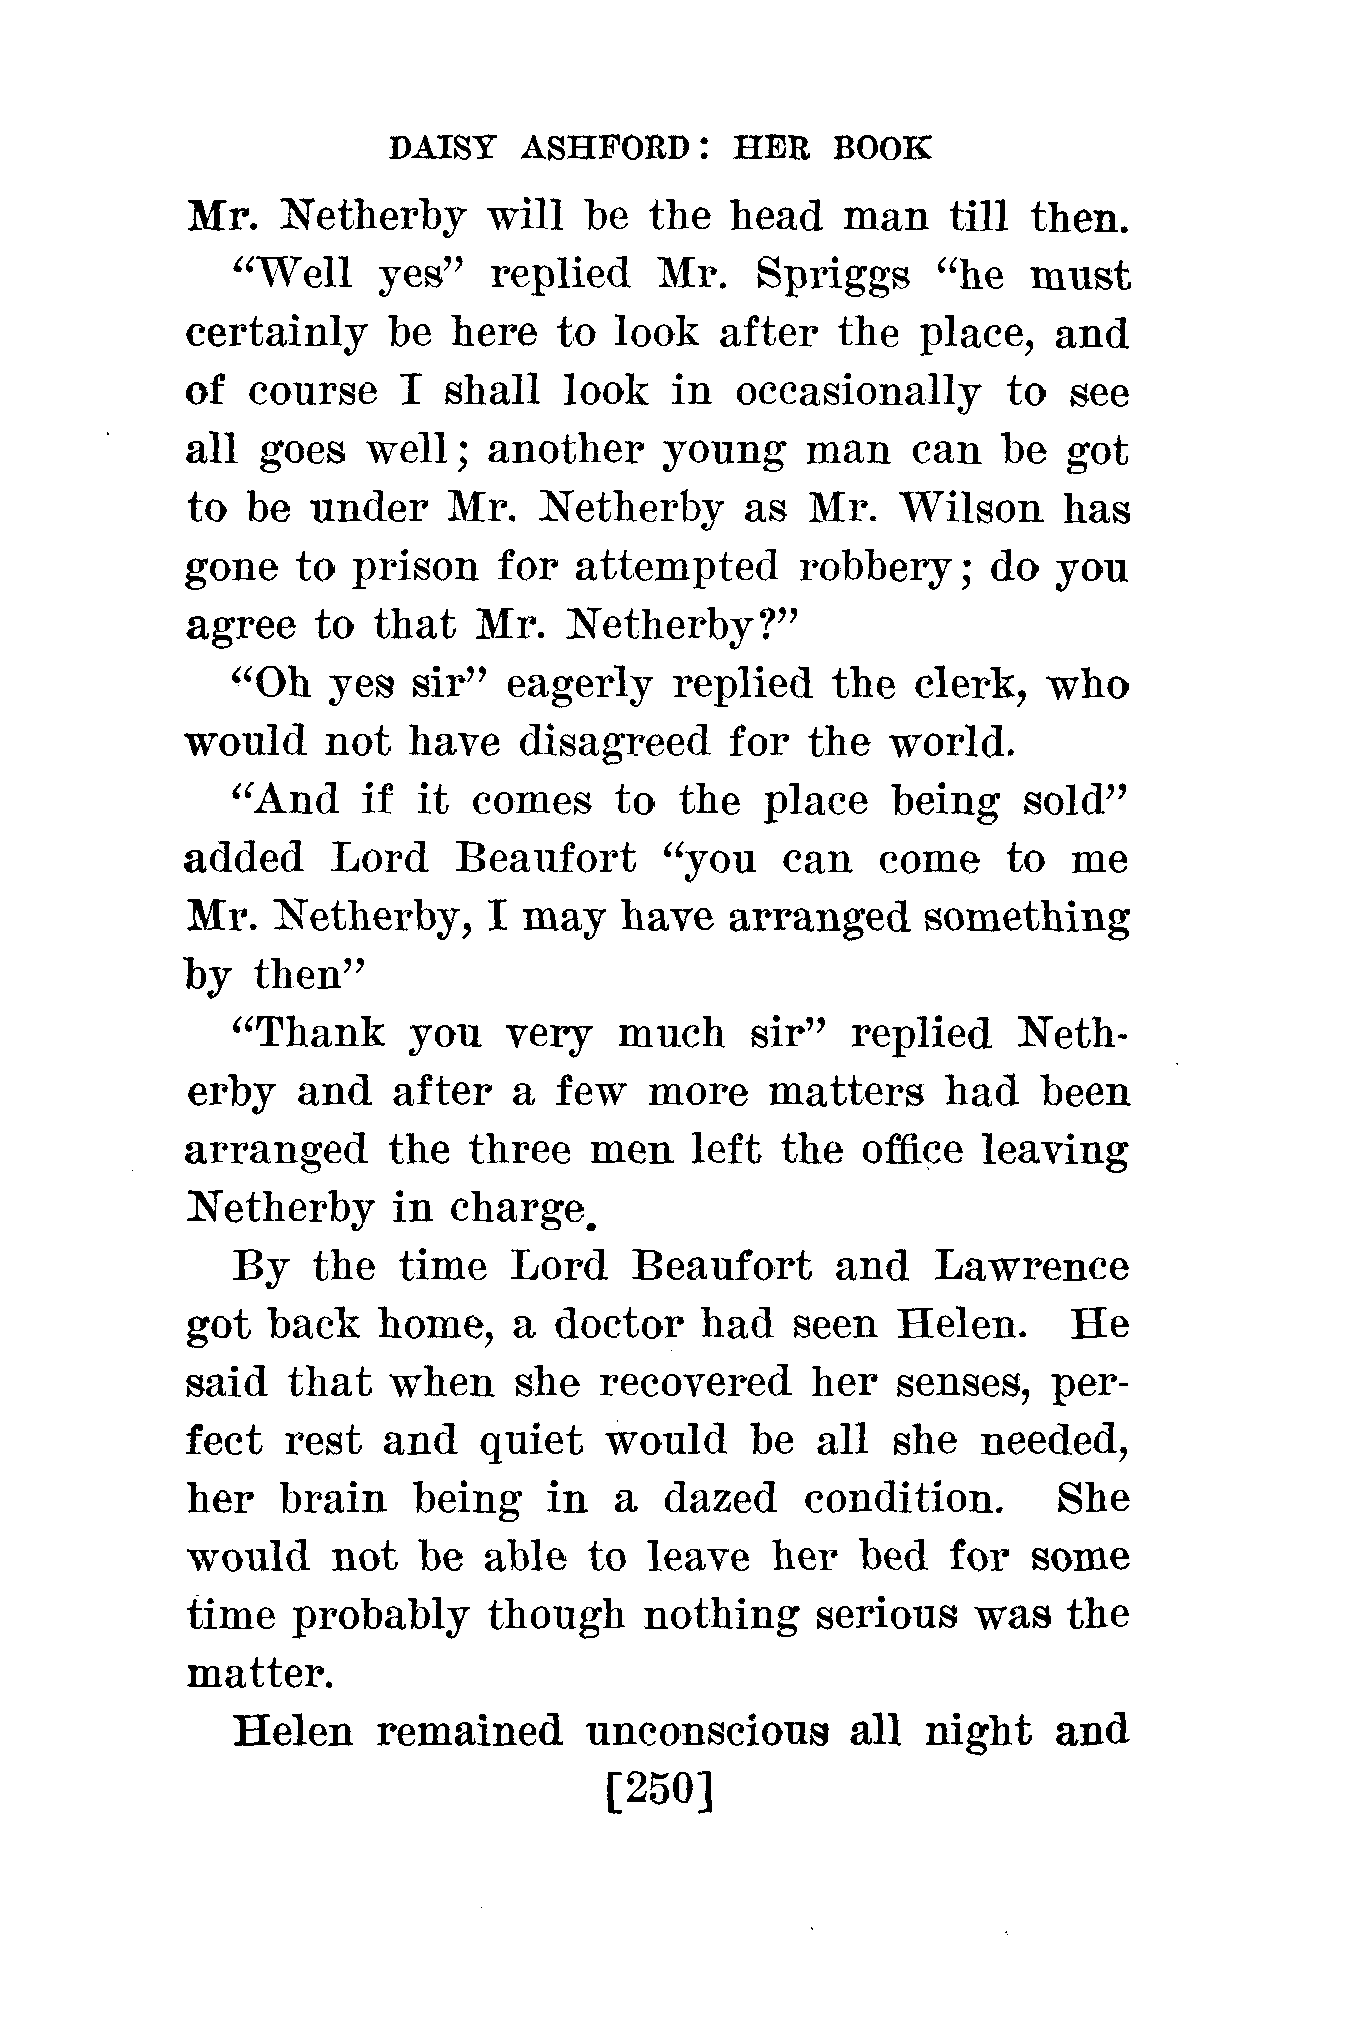 DAISY ASHFORD: HER BOOK
Mr. Netherby will be the head man till then.
“Well yes” replied Mr. Spriggs “he must
certainly be here to look after the place, and
of course I shall look in occasionally to see
all goes well; another young man can be got
to be under Mr. Netherby as Mr. Wilson has
gone to prison for attempted robbery; do you
agree to that Mr. Netherby?”
“Oh yes sir” eagerly replied the clerk, who
would not have disagreed for the world.
“And if it comes to the place being sold”
added Lord Beaufort “you can come to me
Mr. Netherby, I may have arranged something
by then”
“Thank you very much sir” replied Neth-
erby and after a few more matters had been
arranged the three men left the office leaving
Netherby in charge.
By the time Lord Beaufort and Lawrence
got back home, a doctor had seen Helen. He
said that when she recovered her senses, per-
fect rest and quiet would be all she needed,
her brain being in a dazed condition. She
would not be able to leave her bed for some
time probably though nothing serious was the
matter.
Helen remained unconscious all night and
[250]